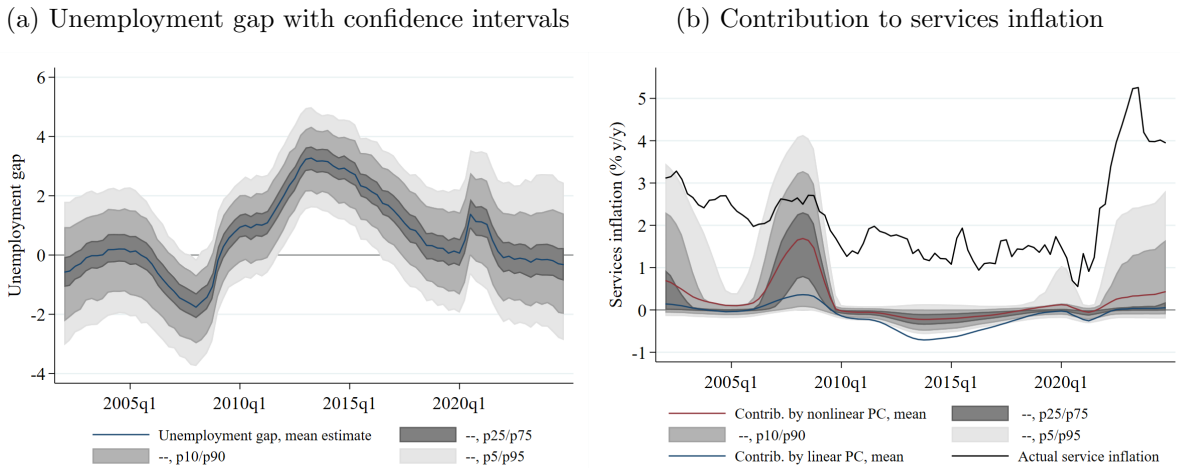 (a) Unemployment gap with confidence intervals
(b) Contribution to services inflation
Unemployment gap
6
4
2
0
-2
-4
2005q1 2010q1 2015q1 2020q1
Unemployment gap, mean estimate
--, p25/p75
--, p10/p90
--, p5/p95
Services inflation (% y/y)
5
4
3
2
1
0
-1
2005q1 2010q1 2015q1 2020q1
Contrib. by nonlinear PC, mean
--, p25/p75
--, p10/p90
--, p5/p95
Contrib. by linear PC, mean
Actual service inflation